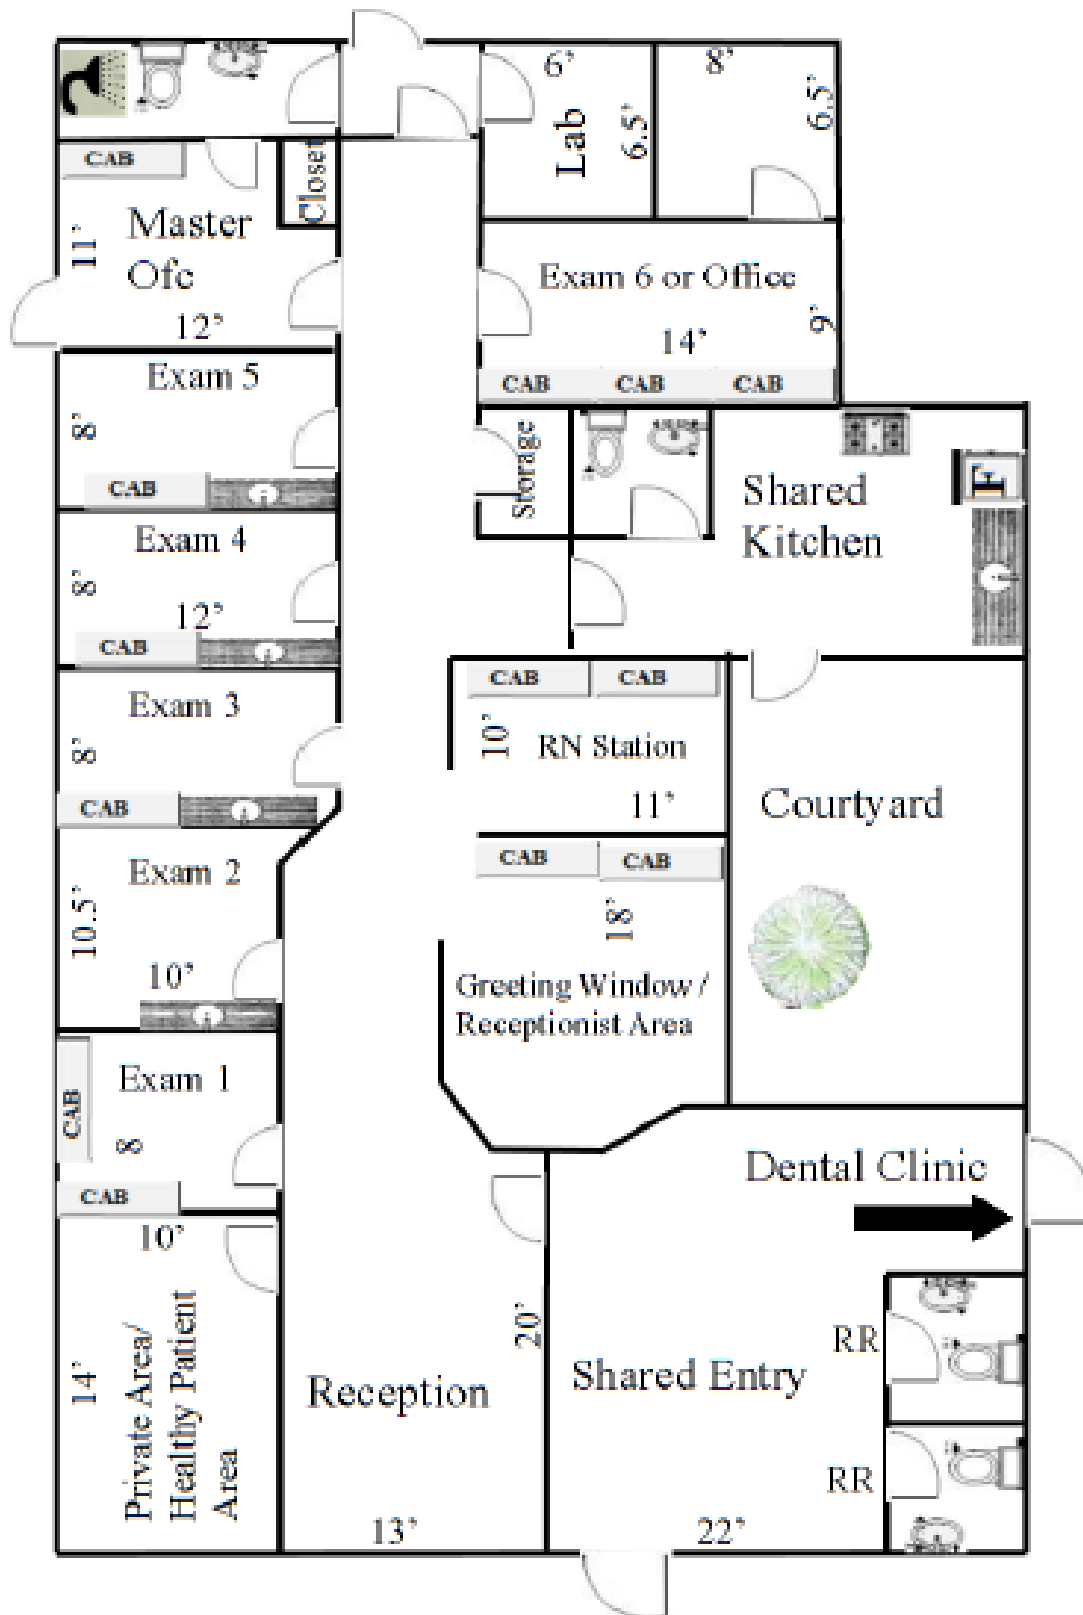 6'
8'
6.5'
Lab
6.5'
CAB
Closet
Master
Ofc
11'
12'
Exam 6 or Office
9'
14'
CAB CAB CAB
Exam 5
8'
CAB
Storage
Shared
Kitchen
F
Exam 4
8'
12'
CAB
Exam 3
8'
CAB
CAB CAB
10'
RN Station
11'
Courtyard
CAB CAB
18'
Exam 2
10.5'
10'
Greeting Window /
Receptionist Area
Exam 1
CAB
8
CAB
10'
Dental Clinic
14'
Private Area/
Healthy Patient
Area
Reception
20'
13'
Shared Entry
22'
RR
RR